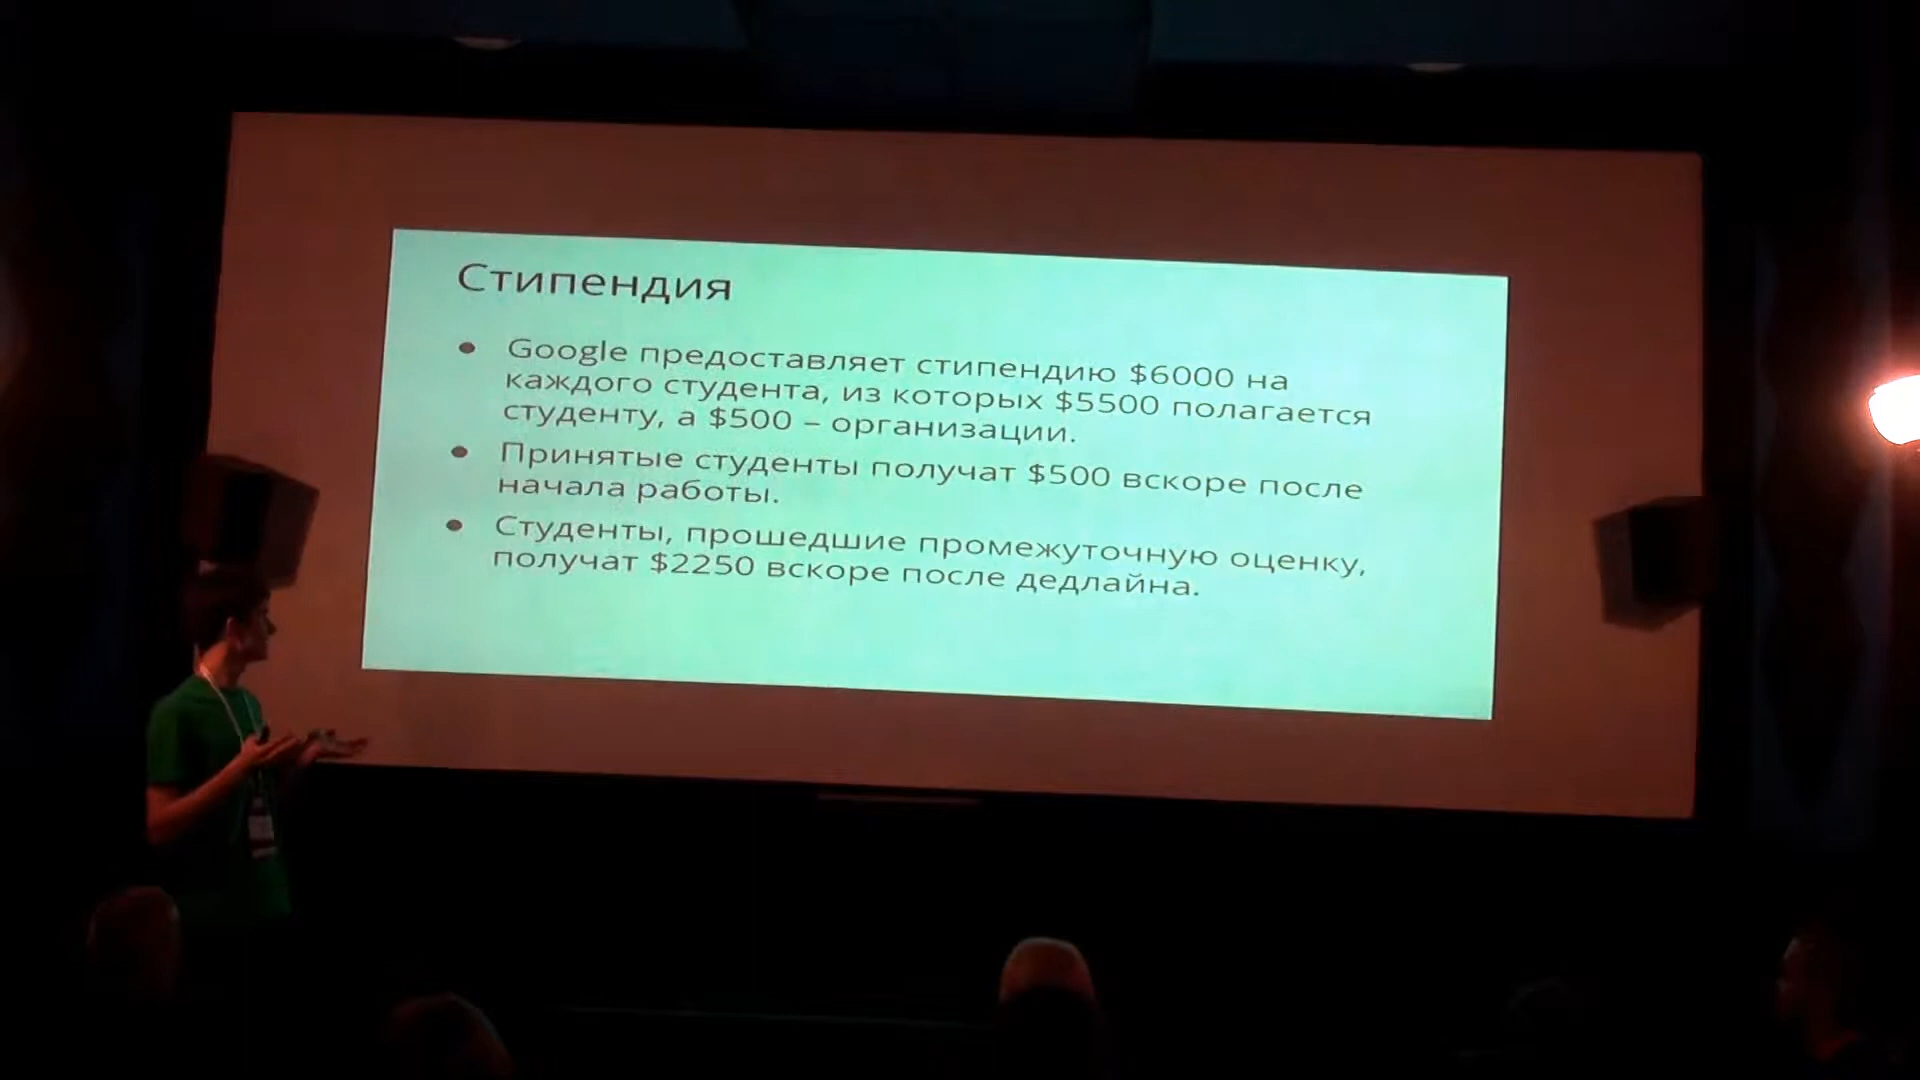 Стипендия
● Google предоставляет стипендию $6000 на
каждого студента, из которых $5500 полагается
студенту, а $500 – организации.
● Принятые студенты получат $500 вскоре после
начала работы.
● Студенты, прошедшие промежуточную оценку,
получат $2250 вскоре после дедлайна.